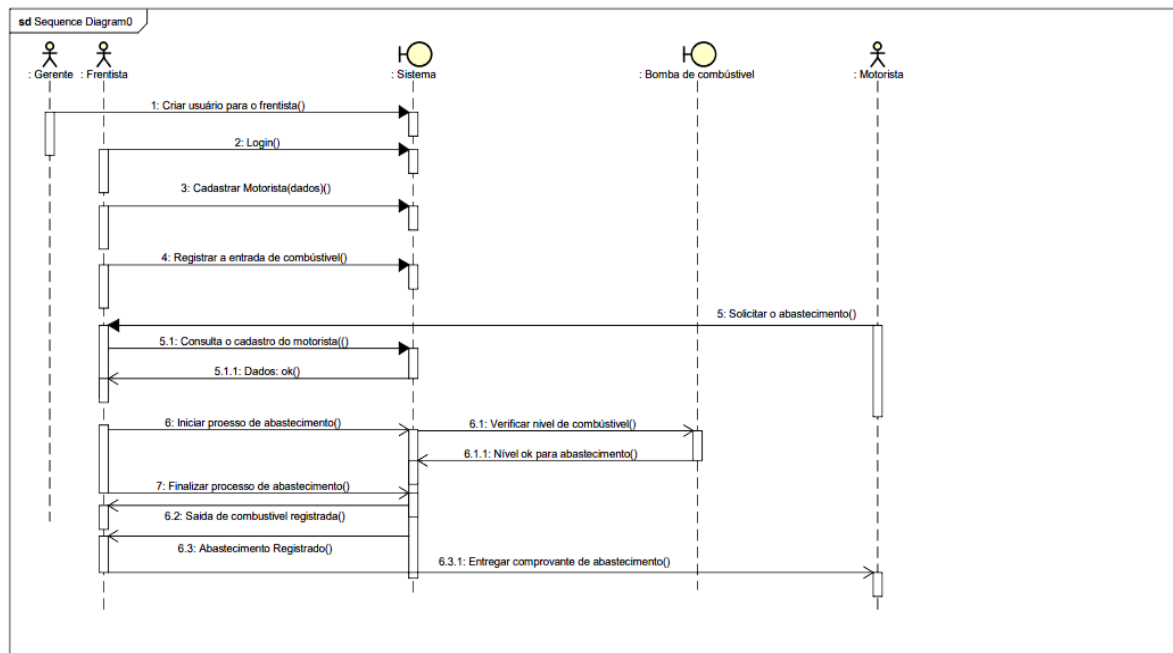 sd Sequence Diagram0
: Gerente
: Frentista
: Sistema
: Bomba de combústivel
: Motorista
1: Criar usuário para o frentista()
2: Login()
3: Cadastrar Motorista(dados)()
4: Registrar a entrada de combústivel()
5: Solicitar o abastecimento()
5.1: Consulta o cadastro do motorista(()
5.1.1: Dados: ok()
6: Iniciar proesso de abastecimento()
6.1: Verificar nivel de combústivel()
6.1.1: Nível ok para abastecimento()
7: Finalizar processo de abastecimento()
6.2: Saida de combustivel registrada()
6.3: Abastecimento Registrado()
6.3.1: Entregar comprovante de abastecimento()